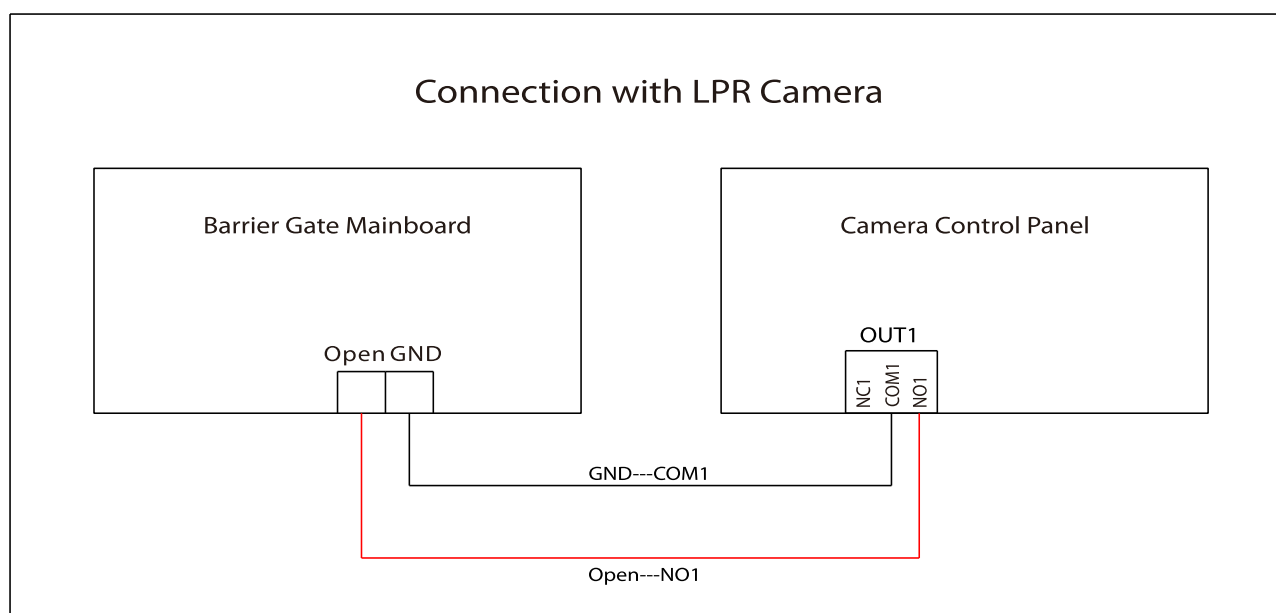 Connection with LPR Camera
Barrier Gate Mainboard
Camera Control Panel
Open GND
OUT1
NC1
COM1
NO1
GND---COM1
Open---NO1